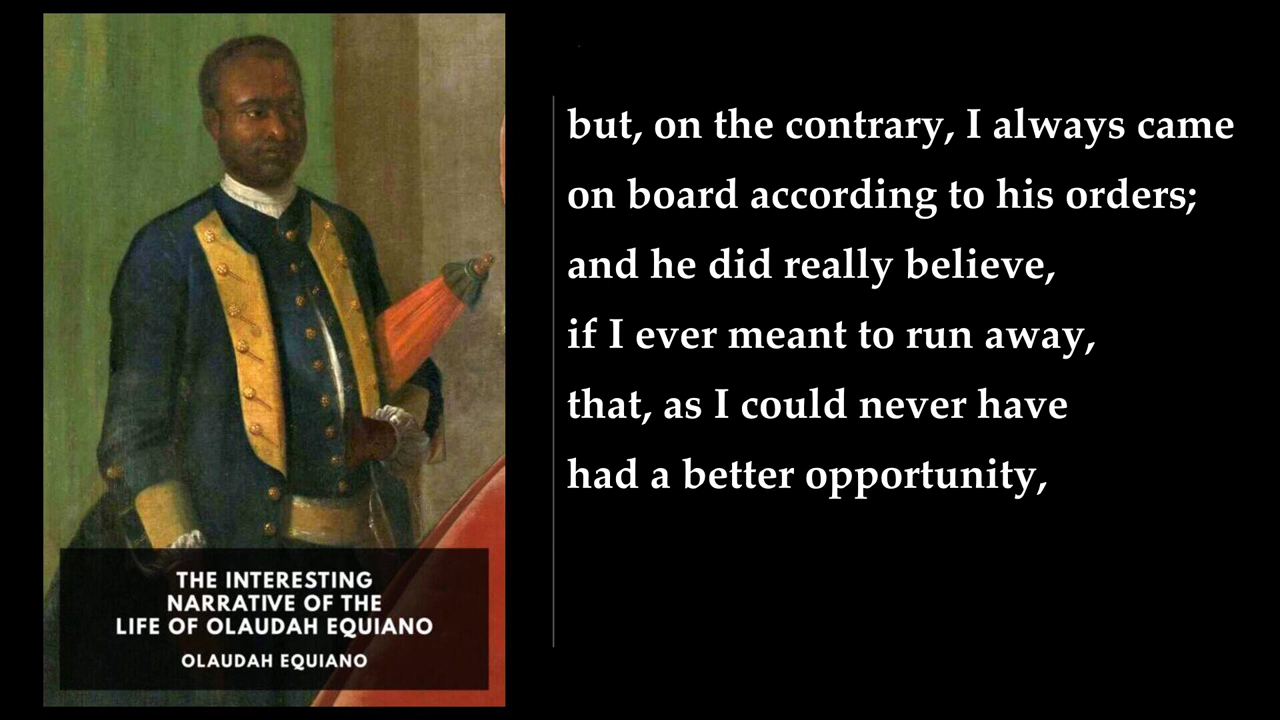 THE INTERESTING
NARRATIVE OF THE
LIFE OF OLAUDAH EQUIANO
OLAUDAH EQUIANO
but, on the contrary, I always came
on board according to his orders;
and he did really believe,
if I ever meant to run away,
that, as I could never have
had a better opportunity,